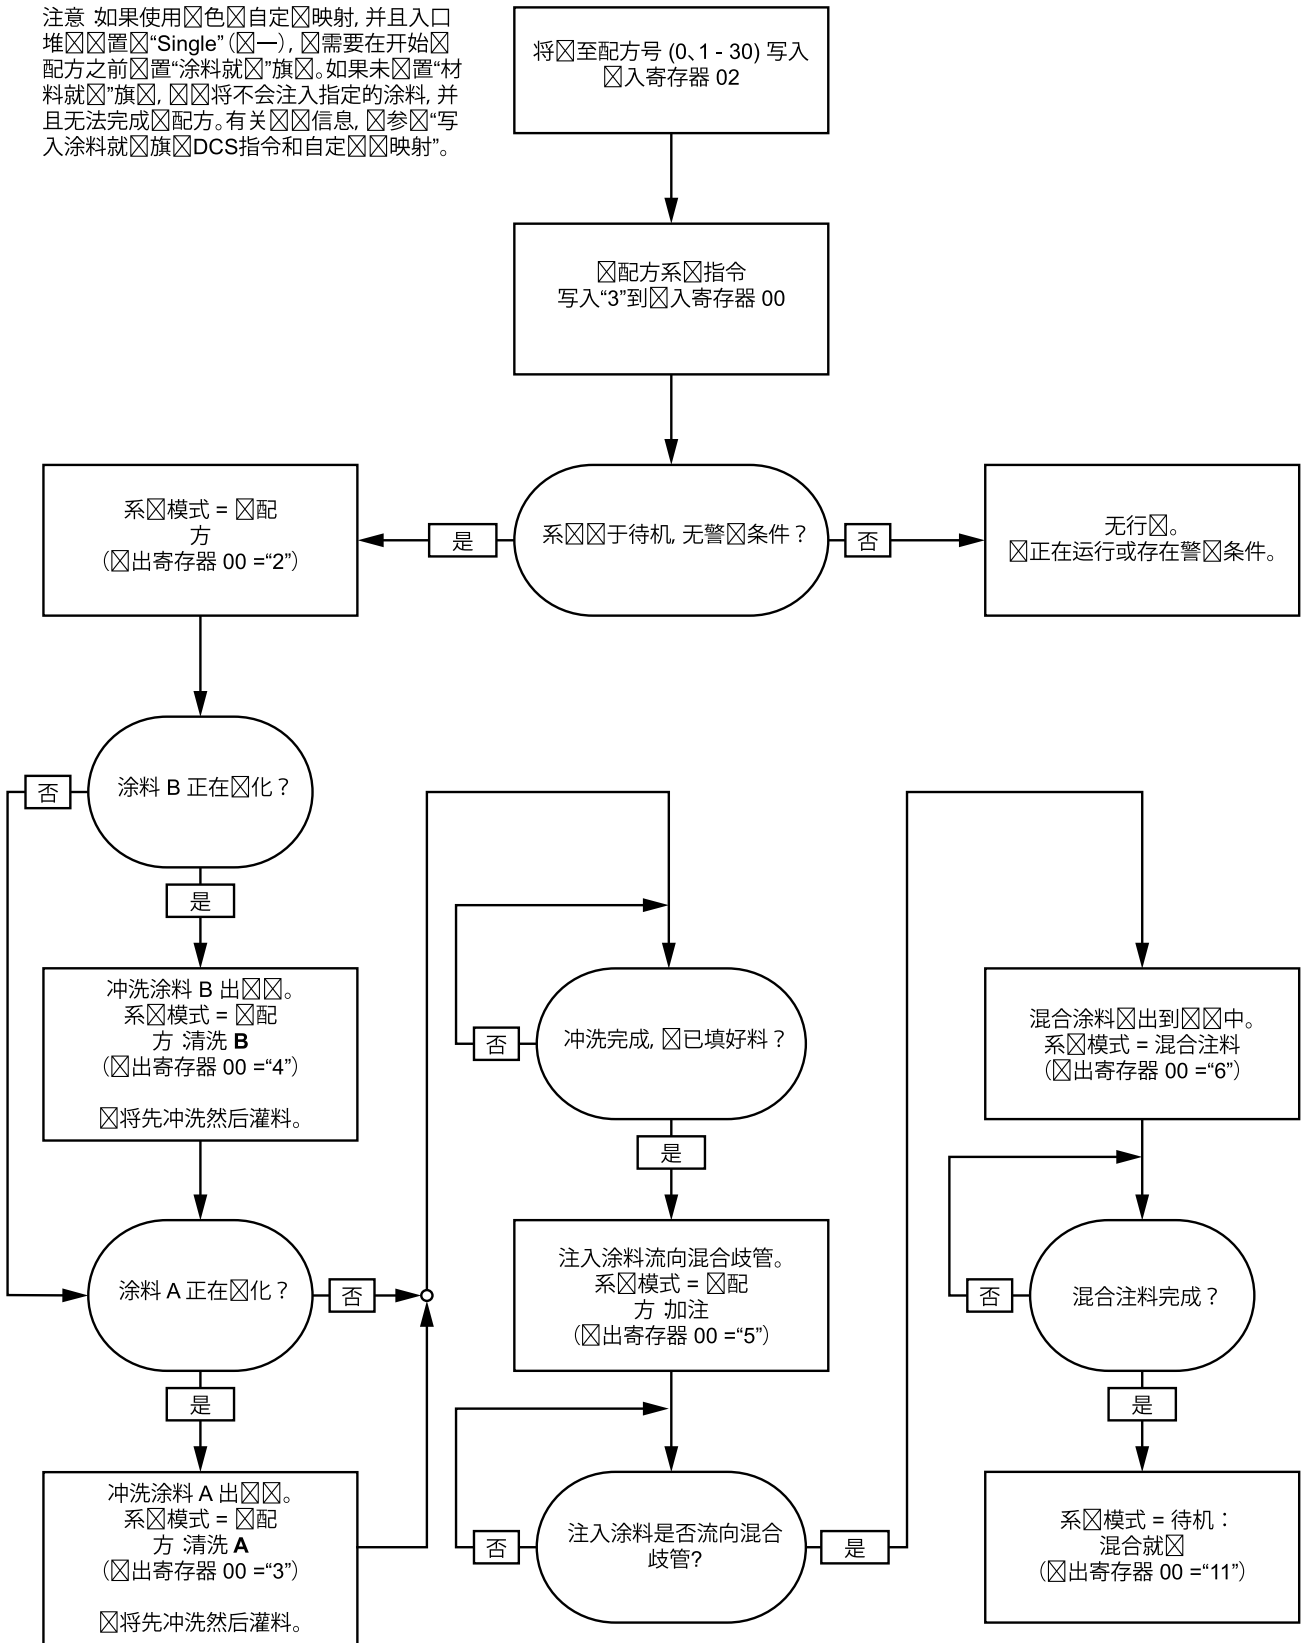 注意:如果使用☒色☒自定☒映射,并且入口
堆☒☒置☒“Single”(☒一),☒需要在开始☒
配方之前☒置“涂料就☒”旗☒。如果未☒置“材
料就☒”旗☒,☒☒将不会注入指定的涂料,并
且无法完成☒配方。有关☒☒信息,☒参☒“写
入涂料就☒旗☒DCS指令和自定☒☒映射”。
将☒至配方号 (0、1 - 30) 写入
☒入寄存器 02
☒配方系☒指令
写入“3”到☒入寄存器 00
系☒模式 = ☒配
方
(☒出寄存器 00 =“2”)
是
系☒☒于待机,无警☒条件?
否
无行☒。
☒正在运行或存在警☒条件。
否
涂料 B 正在☒化?
是
冲洗涂料 B 出☒☒。
系☒模式 = ☒配
方:清洗 B
(☒出寄存器 00 =“4”)
☒将先冲洗然后灌料。
涂料 A 正在☒化?
否
是
冲洗涂料 A 出☒☒。
系☒模式 = ☒配
方:清洗 A
(☒出寄存器 00 =“3”)
☒将先冲洗然后灌料。
否
冲洗完成,☒已填好料?
是
注入涂料流向混合歧管。
系☒模式 = ☒配
方:加注
(☒出寄存器 00 =“5”)
否
注入涂料是否流向混合
歧管?
是
混合涂料☒出到☒☒中。
系☒模式 = 混合注料
(☒出寄存器 00 =“6”)
否
混合注料完成?
是
系☒模式 = 待机:
混合就☒
(☒出寄存器 00 =“11”)